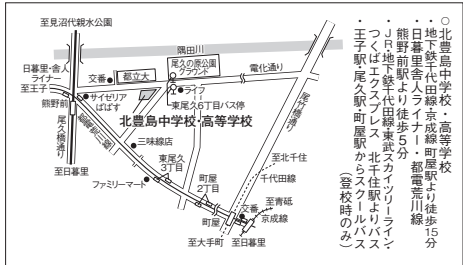 ○北豊島中学校・高等学校
・地下鉄千代田線・京成線 町屋駅より徒歩15分
・日暮里舎人ライナー・都電荒川線
熊野前駅より徒歩5分
・JR・地下鉄千代田線・東武スカイツリーライン・
つくばエクスプレス 北千住駅よりバス
・王子駅・尾久駅・町屋駅からスクールバス
(登校時のみ)
至見沼代親水公園
隅田川
日暮里・舎人
ライナー
至王子
交番
都立大
尾久の原公園
グラウンド
電化通り
ライフ
サイゼリア
ぱぱす
熊野前
東尾久6丁目バス停
尾竹橋通り
北豊島中学校・高等学校
尾久橋通り
三味線店
東尾久
3丁目
至北千住
千代田線
至日暮里
ファミリーマート
町屋
2丁目
至青砥
京成線
交番
町屋
至大手町
至日暮里